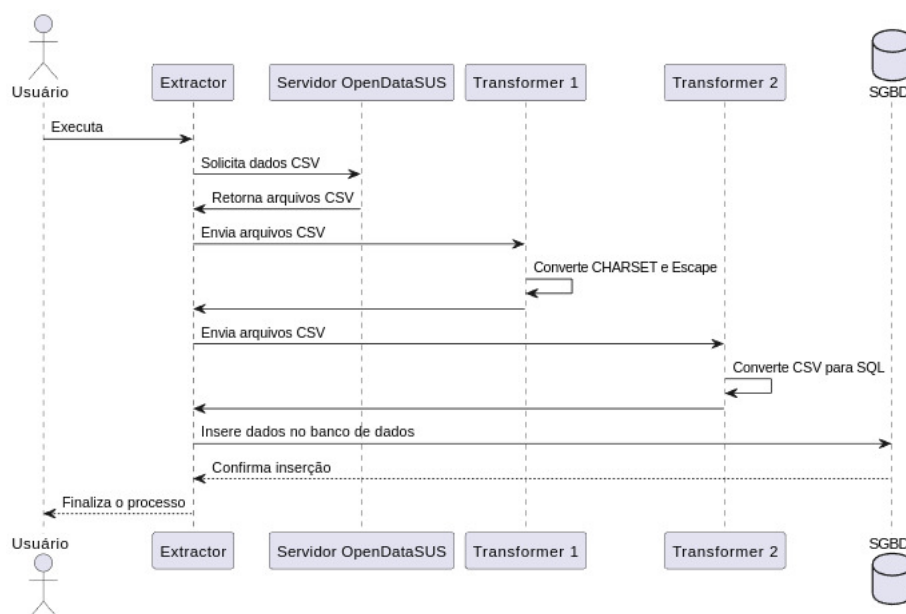 Usuário
Extractor
Servidor OpenDataSUS
Transformer 1
Transformer 2
SGBD
Executa
Solicita dados CSV
Retorna arquivos CSV
Envia arquivos CSV
Converte CHARSET e Escape
Envia arquivos CSV
Converte CSV para SQL
Insere dados no banco de dados
Confirma inserção
Finaliza o processo
Usuário
Extractor
Servidor OpenDataSUS
Transformer 1
Transformer 2
SGBD